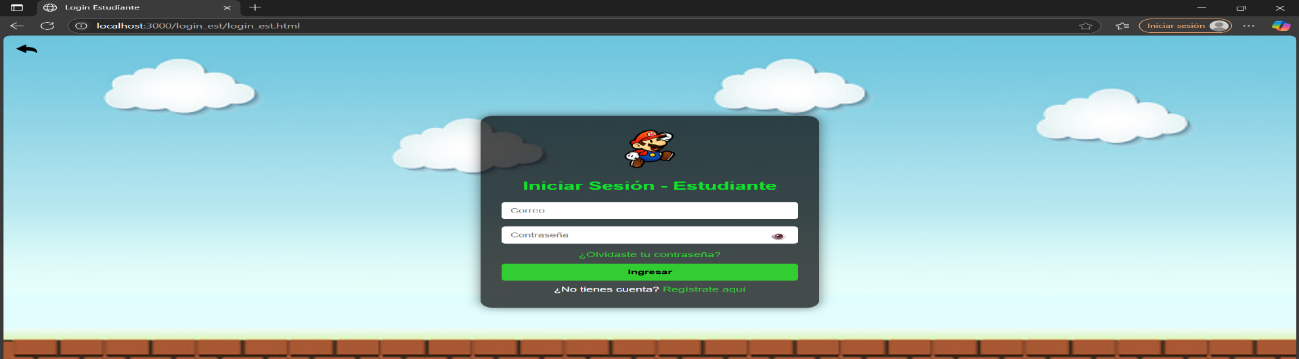 Login Estudiante
localhost:3000/login_est/login_est.html
Iniciar sesión
Iniciar Sesión - Estudiante
Correo
Contraseña
¿Olvidaste tu contraseña?
Ingresar
¿No tienes cuenta? Regístrate aquí